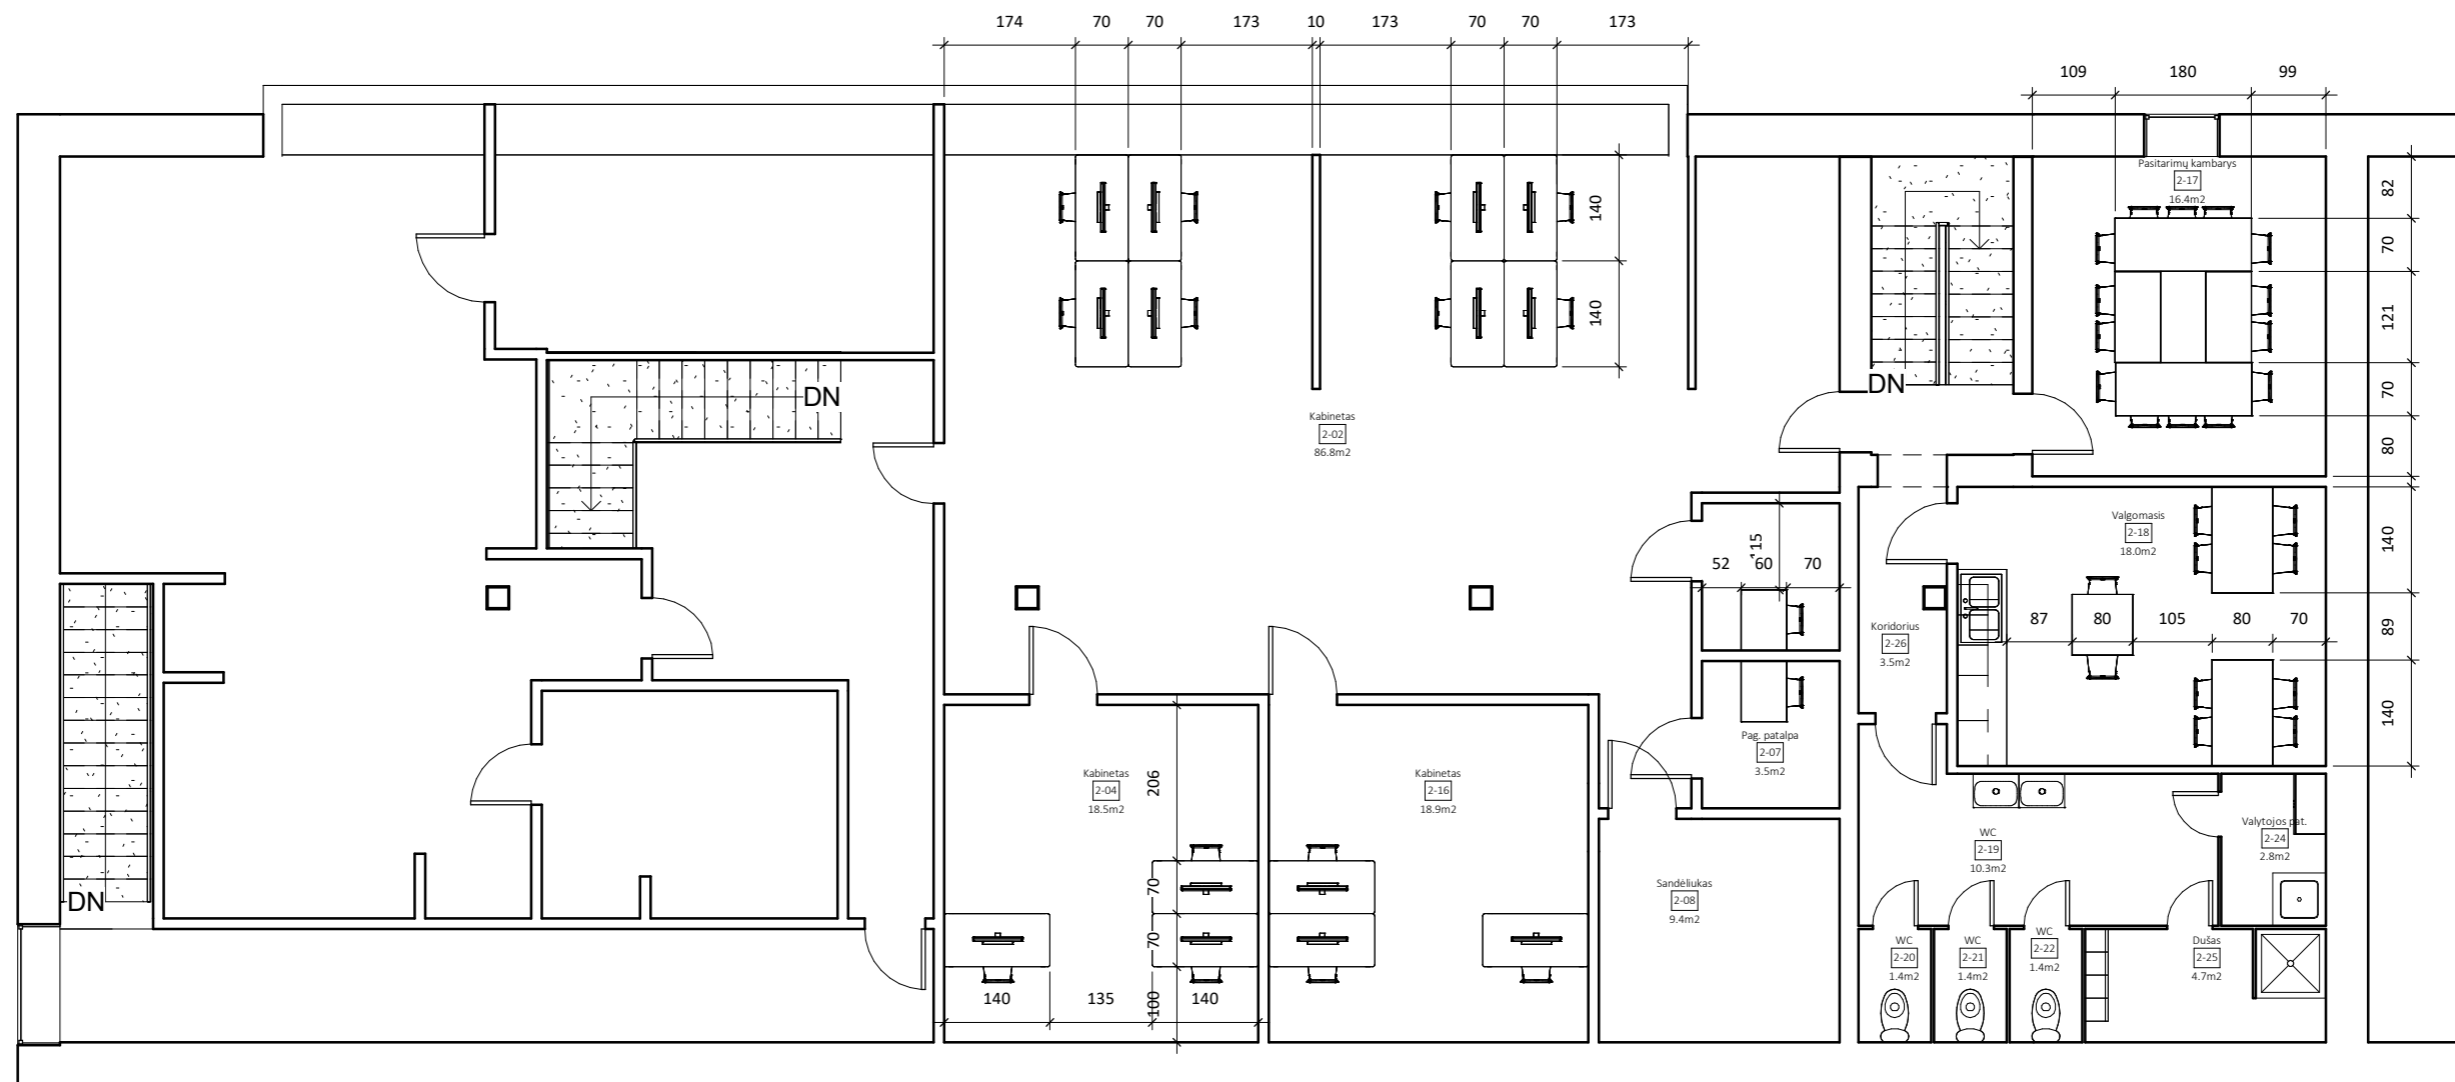 174 70 70 173 10 173 70 70 173
109 180 99
Pasitarimų kambarys
2-17
16.4m2
82
70
121
70
80
140
140
DN
DN
Kabinetas
2-02
86.8m2
Valgomasis
2-18
18.0m2
140
89
140
115
52 60 70
87 80 105 80 70
Koridorius
2-26
3.5m2
Pag. patalpa
2-07
3.5m2
Kabinetas
2-04
18.5m2
206
70
70
100
140 135 140
Kabinetas
2-16
18.9m2
Sandėliukas
2-08
9.4m2
WC
2-19
10.3m2
Valytojos pat.
2-24
2.8m2
DN
WC
2-20
1.4m2
WC
2-21
1.4m2
WC
2-22
1.4m2
Dušas
2-25
4.7m2